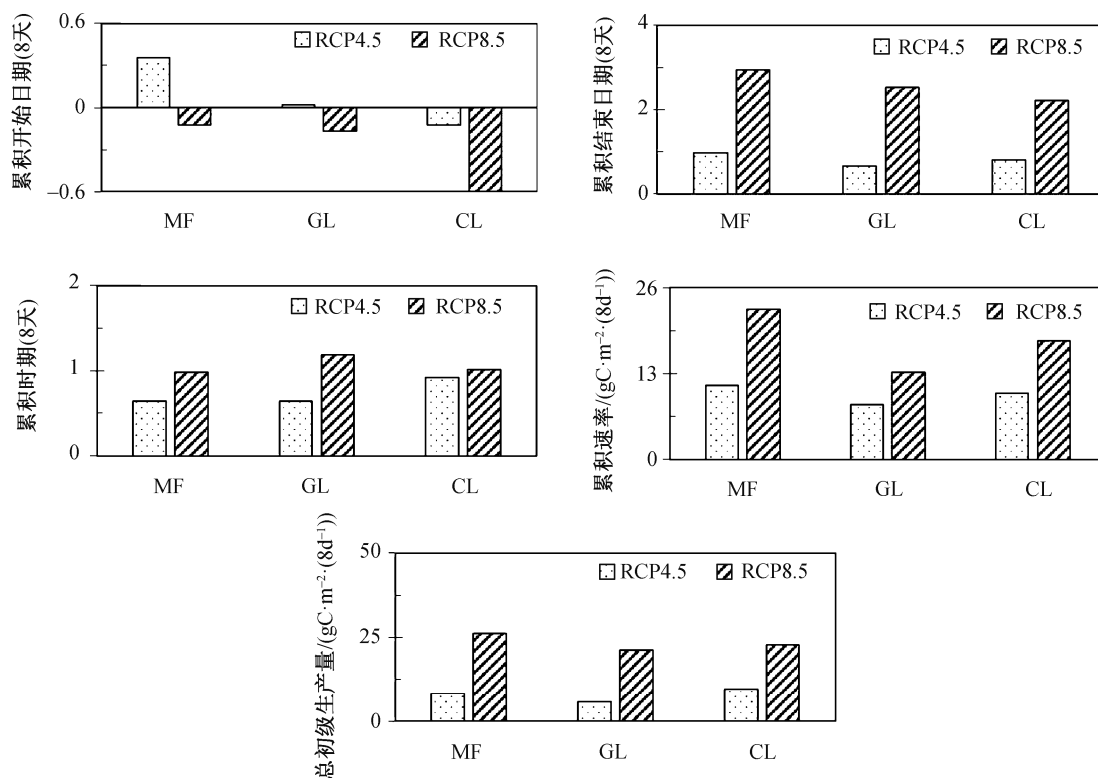 累积开始日期(8天)
0.6
0
−0.6
RCP4.5 RCP8.5
MF GL CL
累积结束日期(8天)
4
2
0
RCP4.5 RCP8.5
MF GL CL
累积时期(8天)
2
1
0
RCP4.5 RCP8.5
MF GL CL
累积速率/(gC·m⁻²·(8d⁻¹))
26
13
0
RCP4.5 RCP8.5
MF GL CL
总初级生产量/(gC·m⁻²·(8d⁻¹))
50
25
0
RCP4.5 RCP8.5
MF GL CL